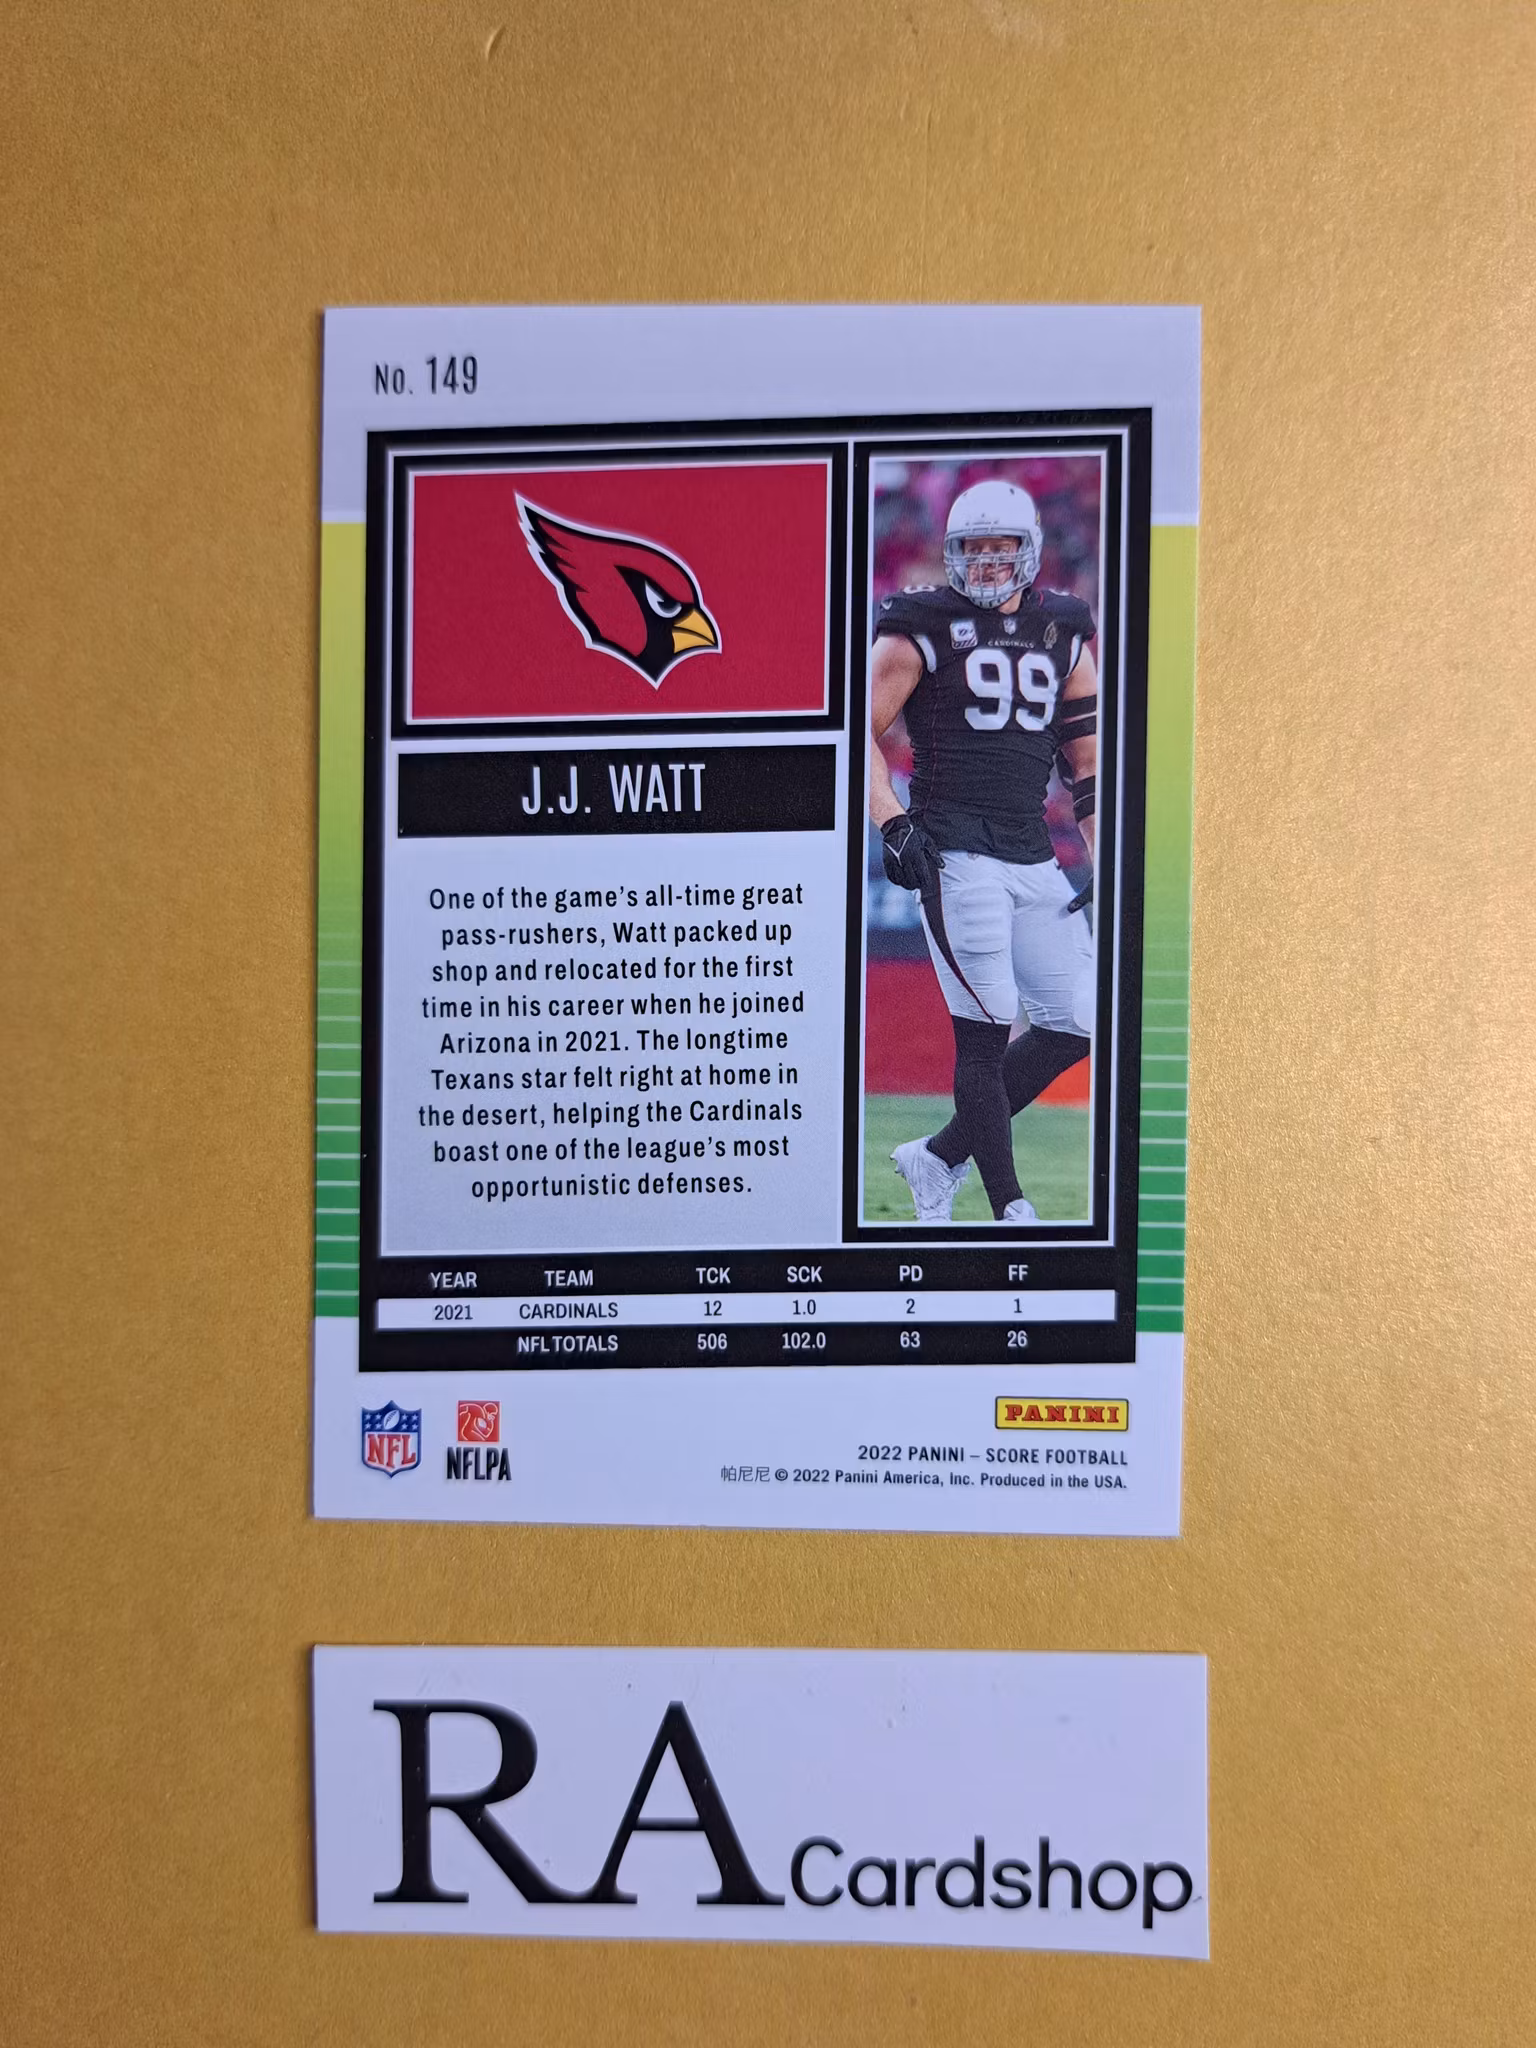 No. 149
J.J. WATT
One of the game's all-time great
pass-rushers, Watt packed up
shop and relocated for the first
time in his career when he joined
Arizona in 2021. The longtime
Texans star felt right at home in
the desert, helping the Cardinals
boast one of the league's most
opportunistic defenses.
99
CARDINALS
99
YEAR TEAM TCK SCK PD FF
2021 CARDINALS 12 1.0 2 1
NFL TOTALS 506 102.0 63 26
NFL
NFLPA
PANINI
2022 PANINI – SCORE FOOTBALL
帕尼尼 © 2022 Panini America, Inc. Produced in the USA.
RA Cardshop